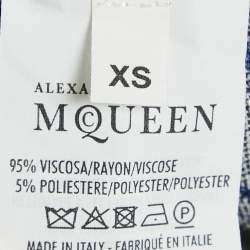 XS
ALEXA
MCQUEEN
95% VISCOSA/RAYON/VISCOSE
5% POLIESTERE/POLYESTER/POLYESTER
P
MADE IN ITALY - FABRIQUÉ EN ITALIE